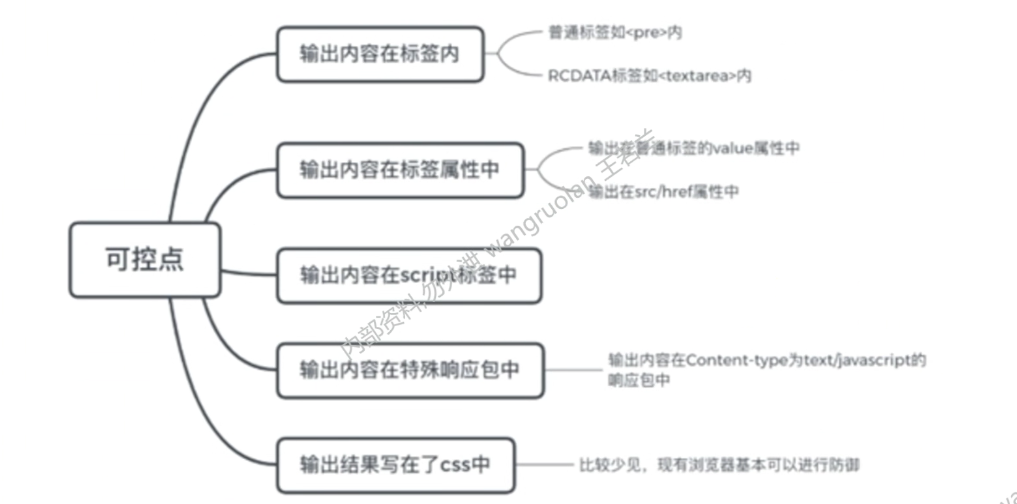 输出内容在标签内
普通标签如<pre>内
RCDATA标签如<textarea>内
输出内容在标签属性中
输出在普通标签的value属性中
输出在src/href属性中
可控点
输出内容在script标签中
输出内容在特殊响应包中
输出内容在Content-type为text/javascript的
响应包中
输出结果写在了css中
比较少见，现有浏览器基本可以进行防御
内部资料,勿外泄 wangruolan 王若兰